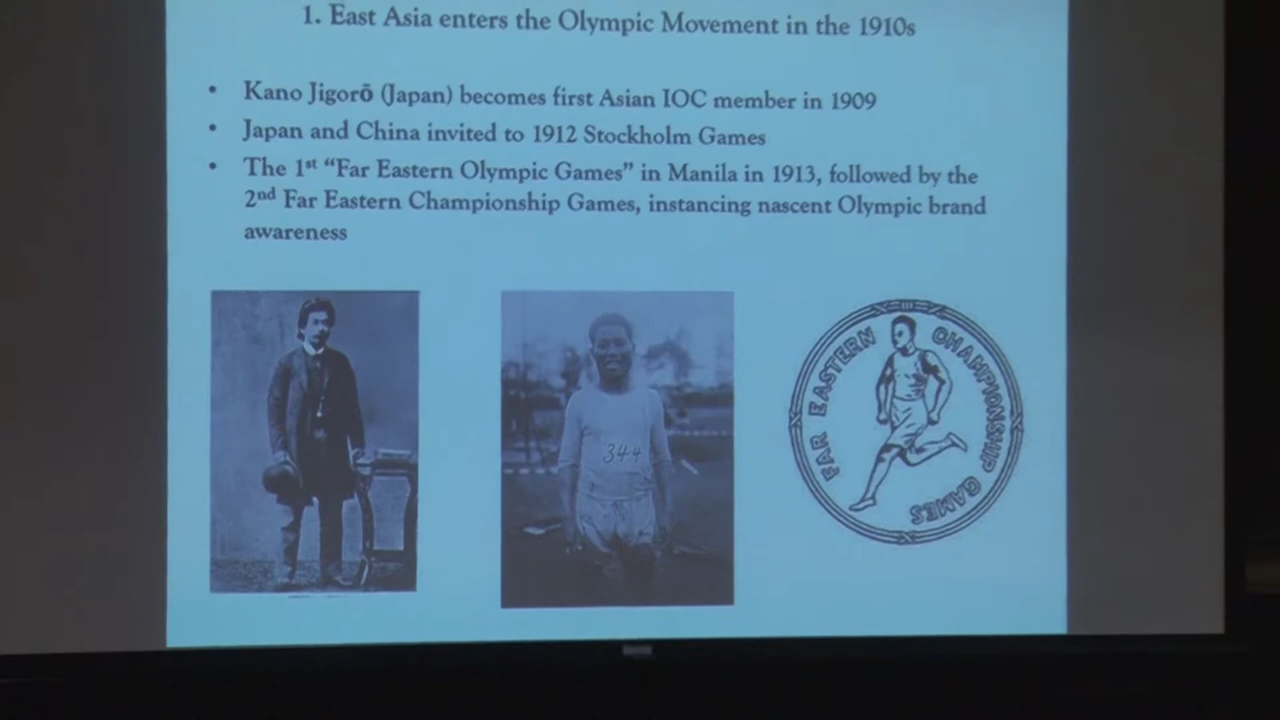 1. East Asia enters the Olympic Movement in the 1910s
• Kano Jigorō (Japan) becomes first Asian IOC member in 1909
• Japan and China invited to 1912 Stockholm Games
• The 1st “Far Eastern Olympic Games” in Manila in 1913, followed by the
2nd Far Eastern Championship Games, instancing nascent Olympic brand
awareness
344
FAR EASTERN CHAMPIONSHIP GAMES